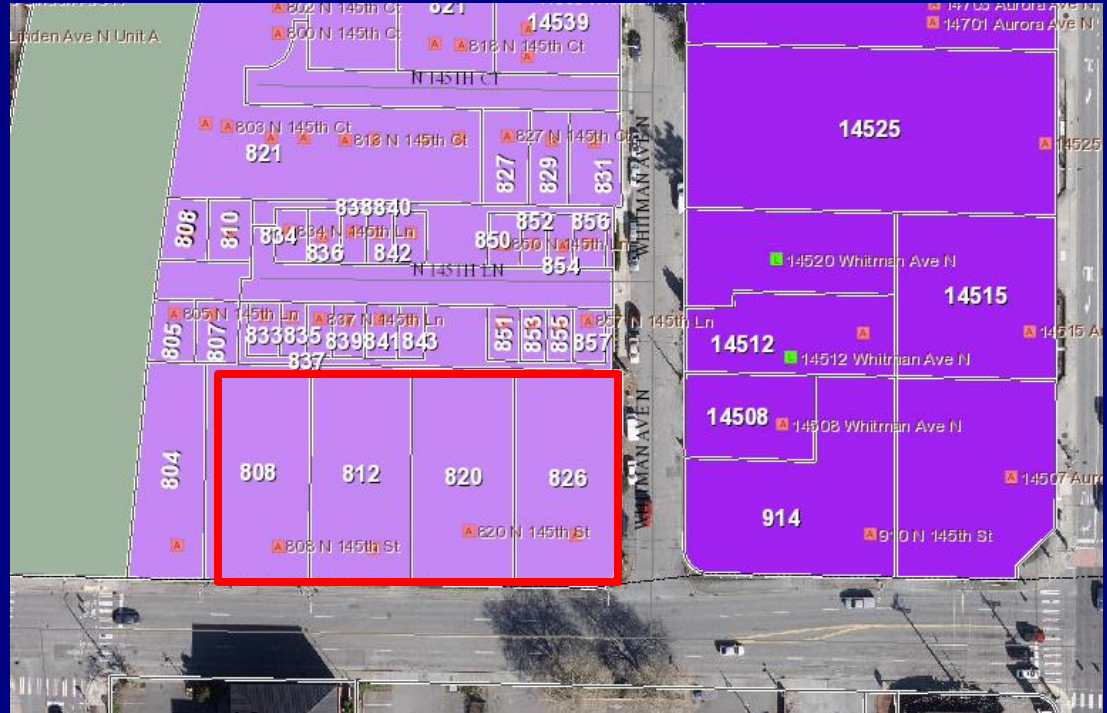 802 N 145th Ct
821
14539
14701 Aurora Ave N
Linden Ave N Unit A
800 N 145th Ct
818 N 145th Ct
N 145TH CT
803 N 145th Ct
813 N 145th Ct
827 N 145th Ct
14525
14525
821
827
829
831
WHITMAN AVE N
808
810
838
840
852
856
834
834 N 145th Ln
836
842
850
850 N 145th Ln
854
N 145TH LN
14520 Whitman Ave N
14515
805 N 145th Ln
837 N 145th Ln
857 N 145th Ln
805
807
833
835
839
841
843
851
853
855
857
837
14512
14515 A
14512 Whitman Ave N
14508
14508 Whitman Ave N
WHITMAN AVE N
804
808
812
820
826
14507 Auro
914
808 N 145th St
820 N 145th St
910 N 145th St